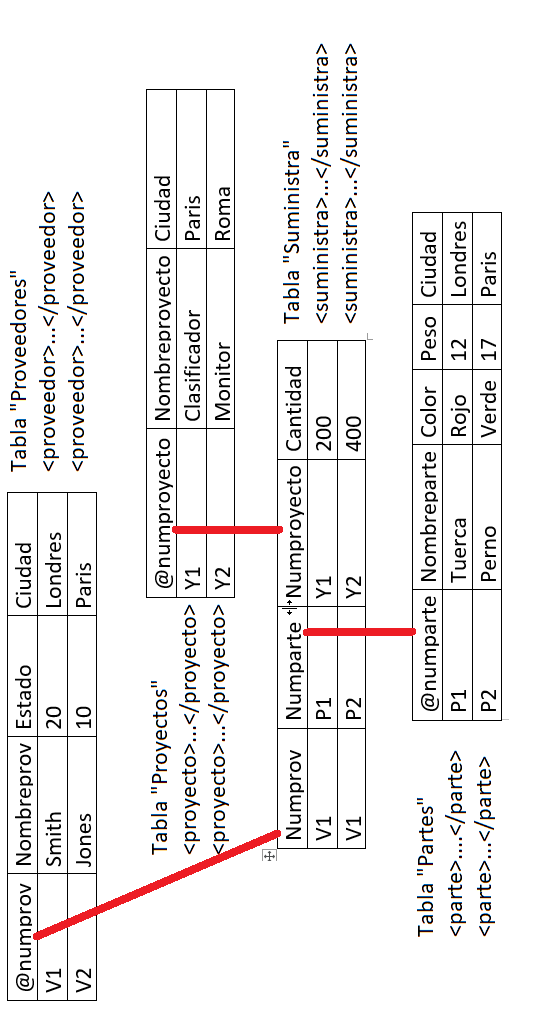 Tabla "Proveedores"
@numprov Nombreprov Estado Ciudad
V1 Smith 20 Londres <proveedor>...</proveedor>
V2 Jones 10 Paris <proveedor>...</proveedor>
Tabla "Proyectos"
@numproyecto Nombreproyecto Ciudad
<proyecto>...</proyecto> Y1 Clasificador Paris
<proyecto>...</proyecto> Y2 Monitor Roma
Tabla "Suministra"
Numprov Numparte Numproyecto Cantidad
V1 P1 Y1 200 <suministra>...</suministra>
V1 P2 Y2 400 <suministra>...</suministra>
Tabla "Partes"
@numparte Nombreparte Color Peso Ciudad
<parte>....</parte> P1 Tuerca Rojo 12 Londres
<parte>...</parte> P2 Perno Verde 17 Paris